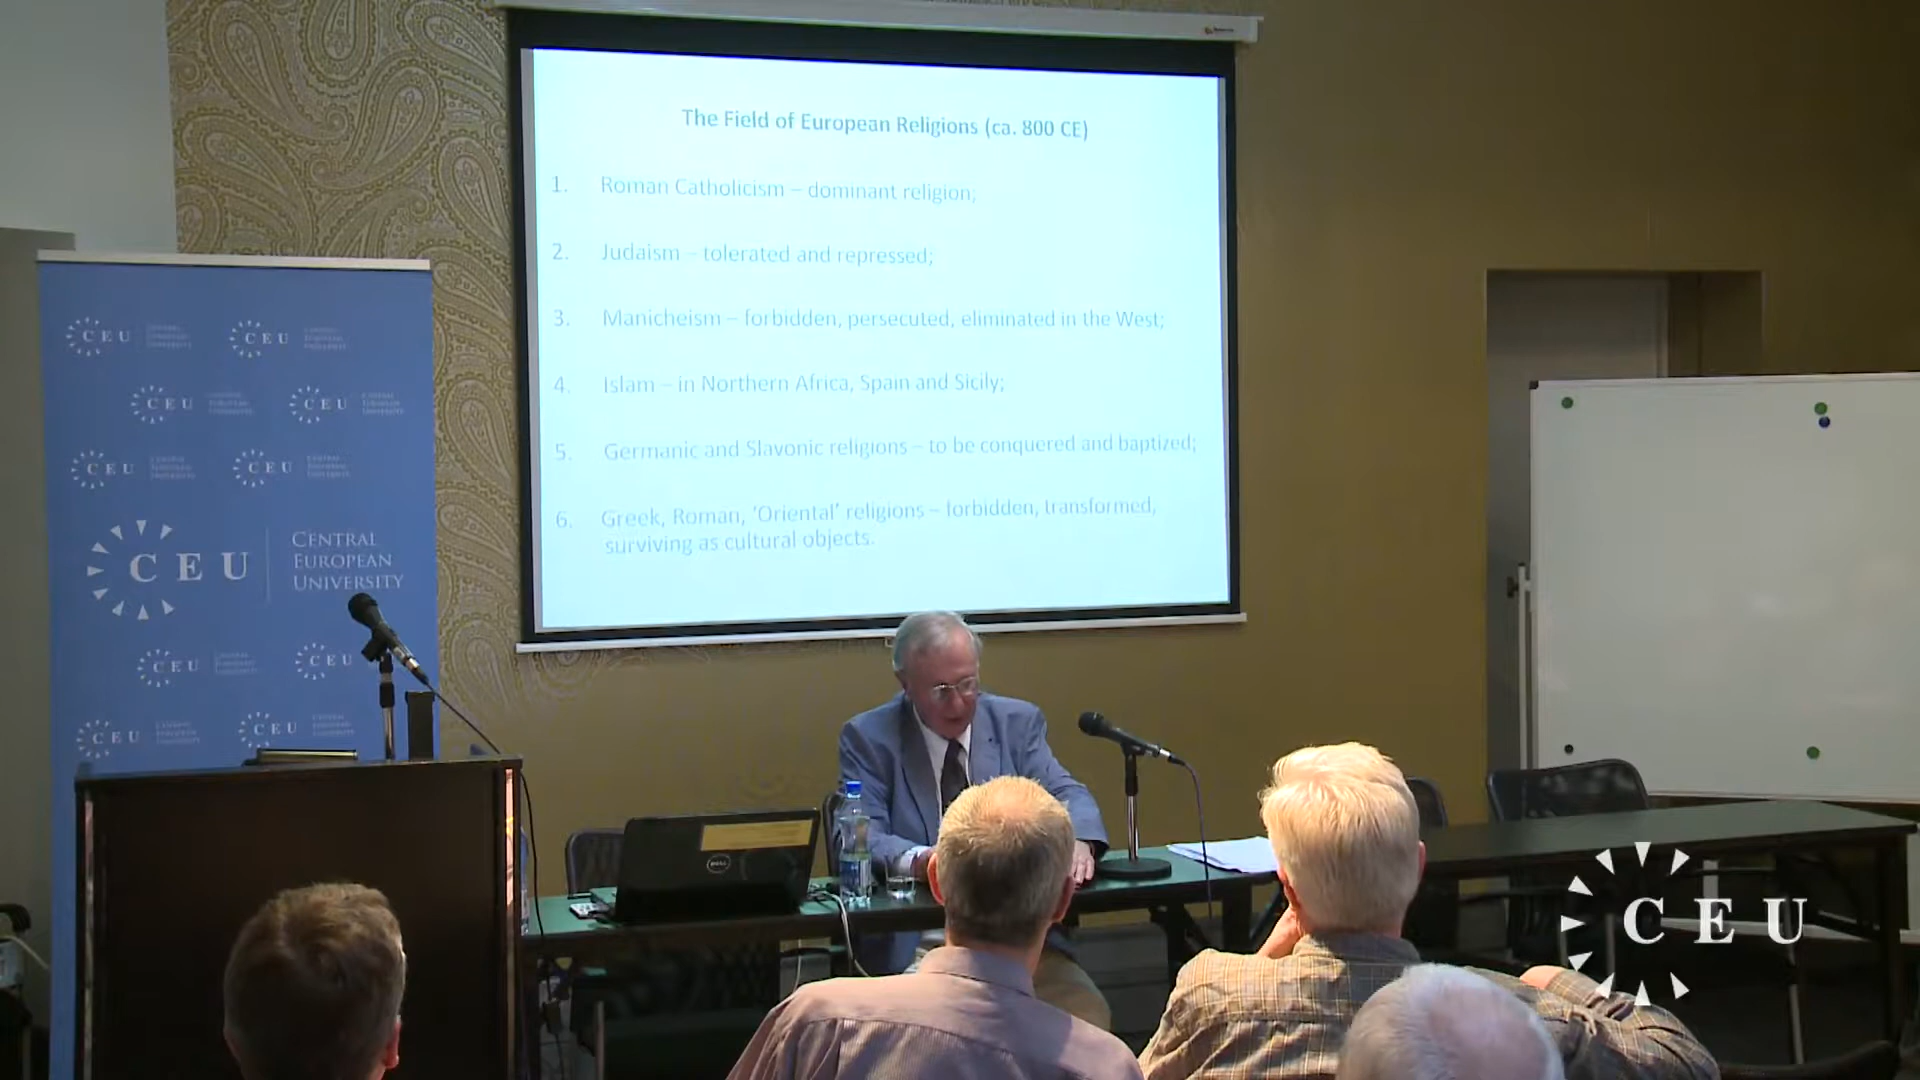 The Field of European Religions (ca. 800 CE)
1. Roman Catholicism – dominant religion;
2. Judaism – tolerated and repressed;
3. Manicheism – forbidden, persecuted, eliminated in the West;
4. Islam – in Northern Africa, Spain and Sicily;
5. Germanic and Slavonic religions – to be conquered and baptized;
6. Greek, Roman, 'Oriental' religions – forbidden, transformed,
surviving as cultural objects.
CEU
CEU
CEU
CEU
CEU
CEU
CEU
CENTRAL
EUROPEAN
UNIVERSITY
CEU
CEU
CEU
CEU
DELL
CEU